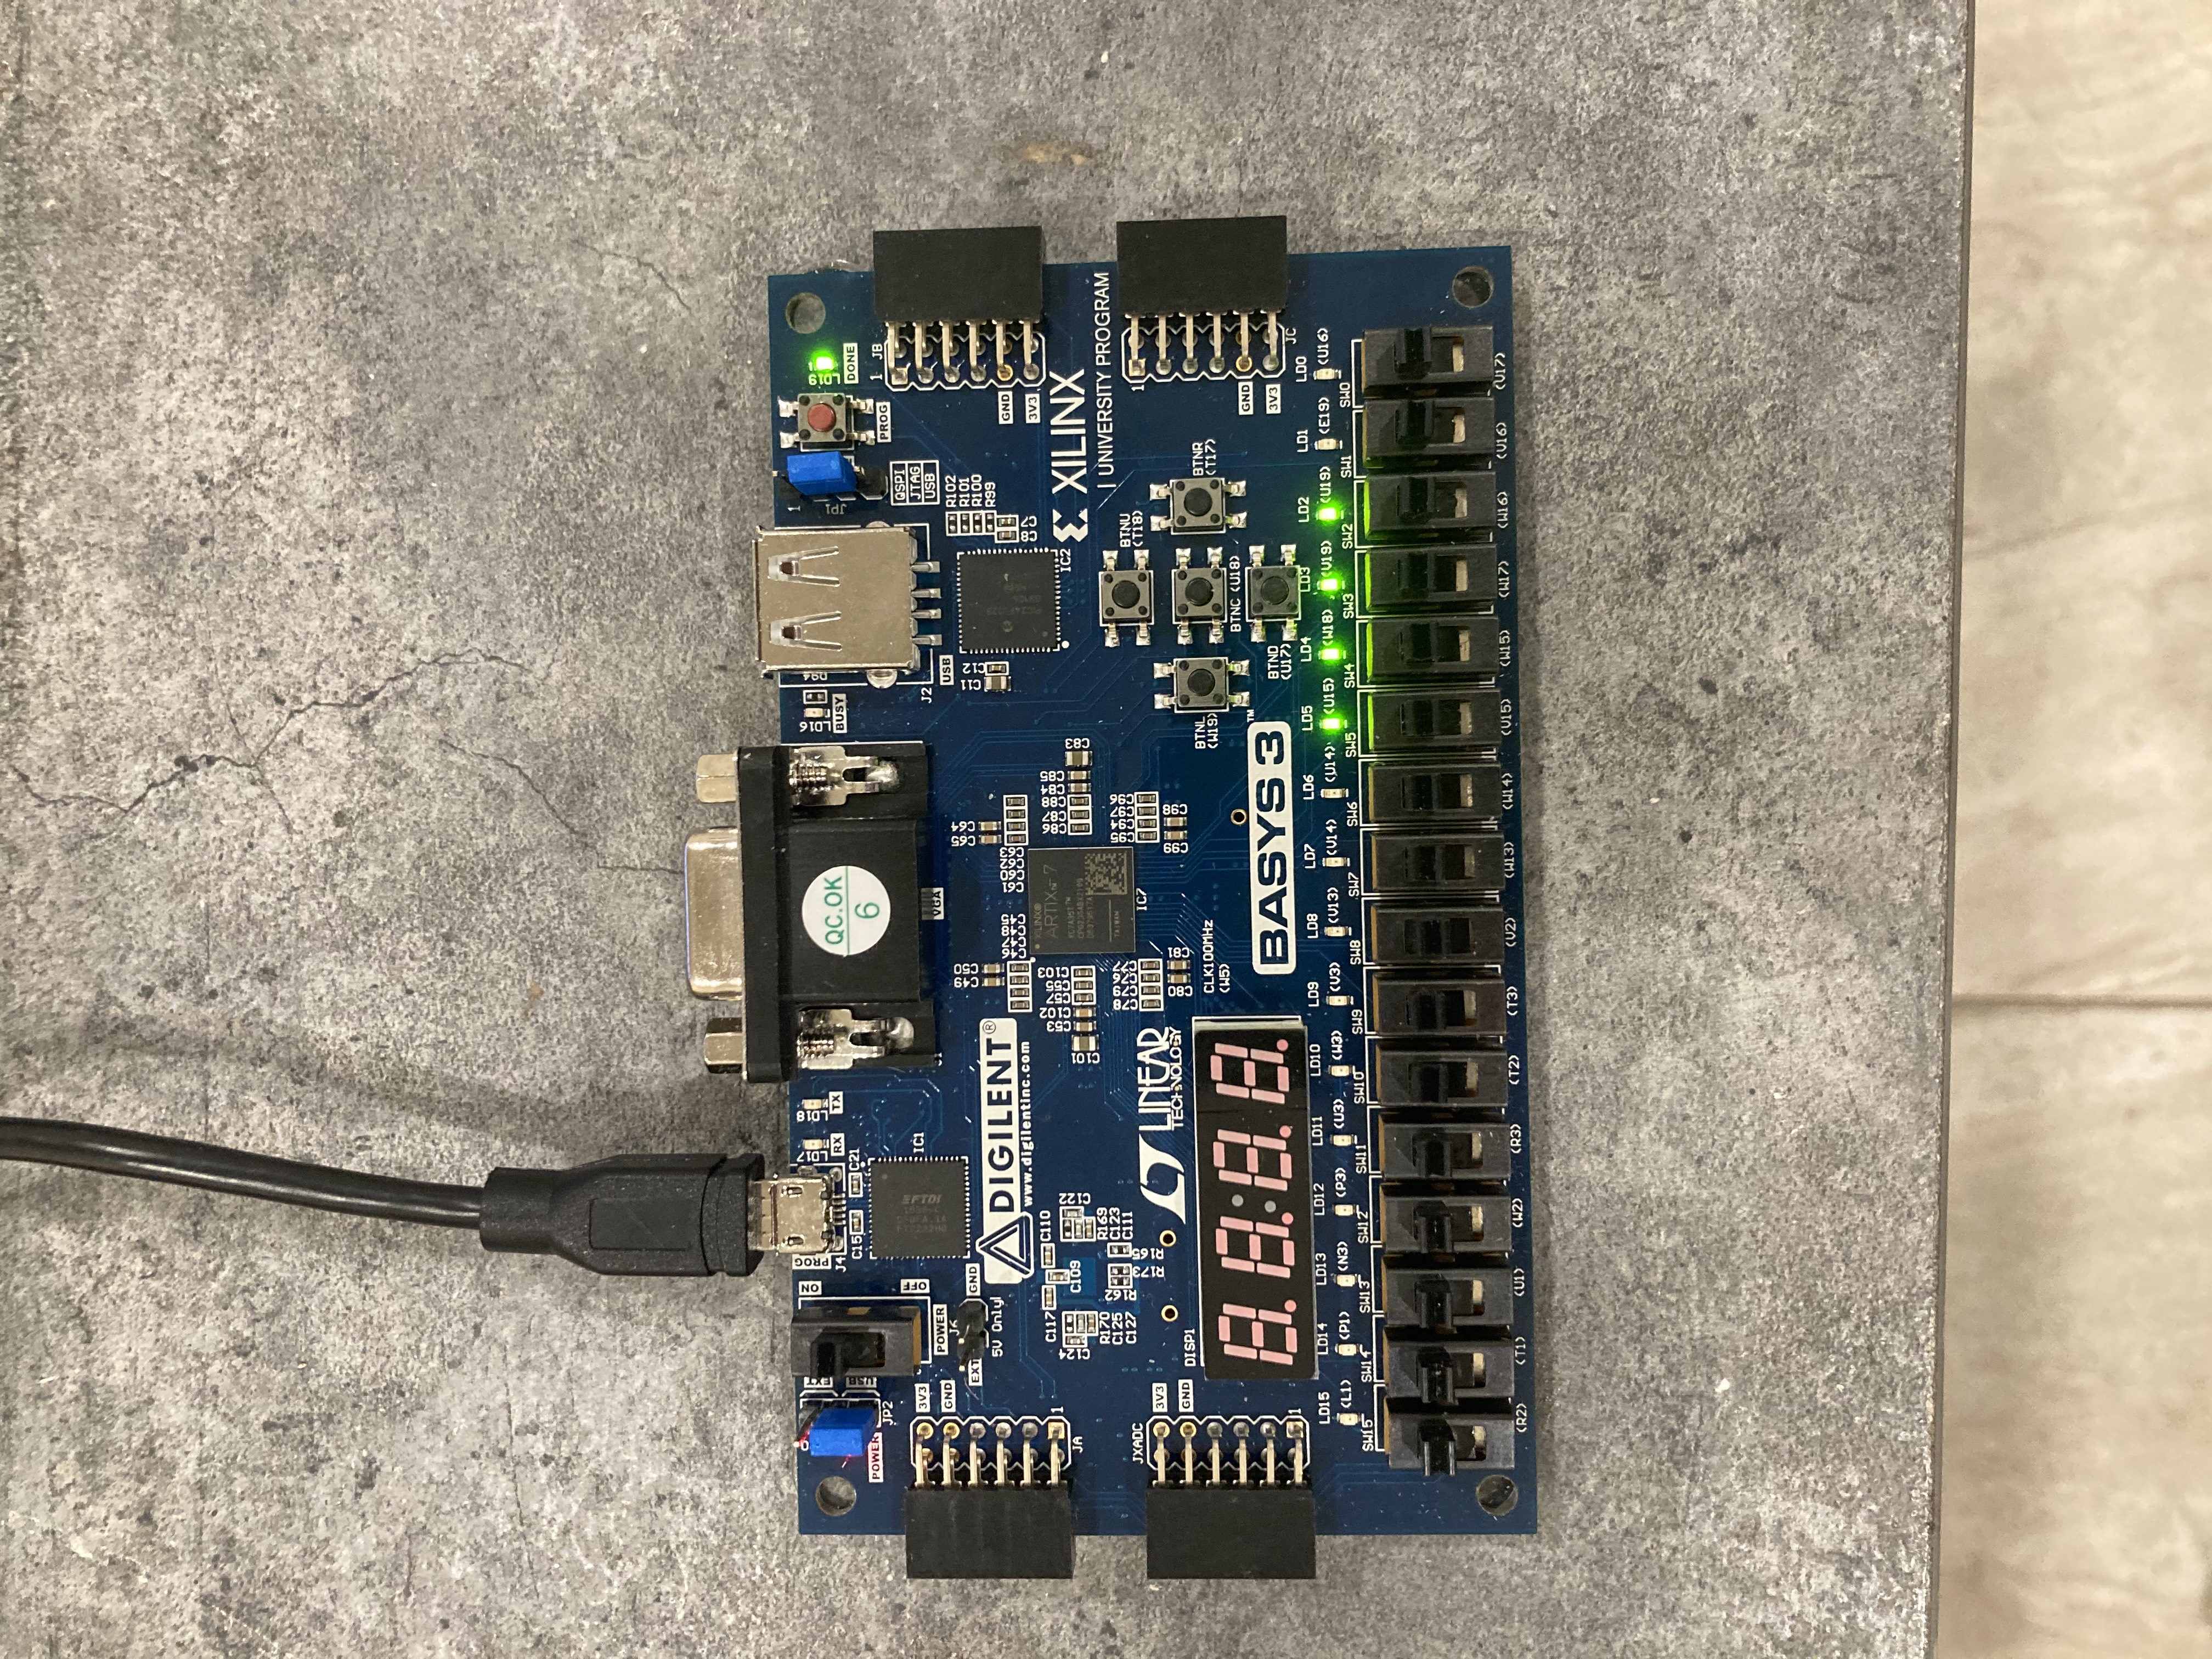 ON
PROG
LD17
LD18
RX
TX
J4
C15
C21
QC.OK
6
LD16
BUSY
JP1
1
LD19
DONE
PROG
POWER
JP2
USB
OFF
POWER
J6
EXT
GND
5V Only!
IC1
VGA
J2
USB
QSPI
JTAG
USB
1
JB
3V3
GND
1
JA
GND
3V3
DIGILENT®
www.digilentinc.com
C49
C50
C65
C64
C46
C47
C48
C45
C61
C60
C62
C63
C11
C12
R102
R101
R100
R99
C8
C7
IC2
C117
C110
C109
C124
C122
R170
C125
C127
R162
R173
R165
R169
C123
C111
C101
C53
C102
C57
C55
C103
XILINX®
ARTIX-7
TAIWAN
IC7
C86
C87
C88
C84
C85
C83
C78
C79
C76
C77
C80
C81
C95
C94
C97
C96
C99
C98
XILINX
UNIVERSITY PROGRAM
LINEAR
TECHNOLOGY
JXADC
3V3
GND
1
DISP1
CLK100MHz
(W5)
BASYS 3™
BTNU
(T18)
BTNL
(W19)
BTNR
(T17)
BTNC (U18)
BTND
(U17)
1
GND
3V3
JC
LD15 LD14 LD13 LD12 LD11 LD10 LD9 LD8 LD7 LD6 LD5 LD4 LD3 LD2 LD1 LD0
(L1) (P1) (N3) (P3) (U3) (W3) (V3) (V13) (V14) (U14) (U15) (W18) (V19) (U19) (E19) (U16)
SW15 SW14 SW13 SW12 SW11 SW10 SW9 SW8 SW7 SW6 SW5 SW4 SW3 SW2 SW1 SW0
(R2) (T1) (U1) (W2) (R3) (T2) (T3) (V2) (W13) (W14) (V15) (W15) (W17) (W16) (V16) (V17)